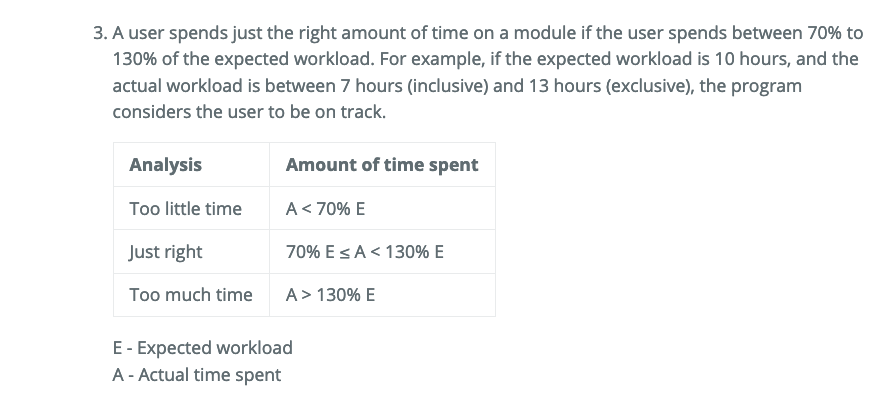 3. A user spends just the right amount of time on a module if the user spends between 70% to
130% of the expected workload. For example, if the expected workload is 10 hours, and the
actual workload is between 7 hours (inclusive) and 13 hours (exclusive), the program
considers the user to be on track.
Analysis Amount of time spent
Too little time A < 70% E
Just right 70% E ≤ A < 130% E
Too much time A > 130% E
E - Expected workload
A - Actual time spent